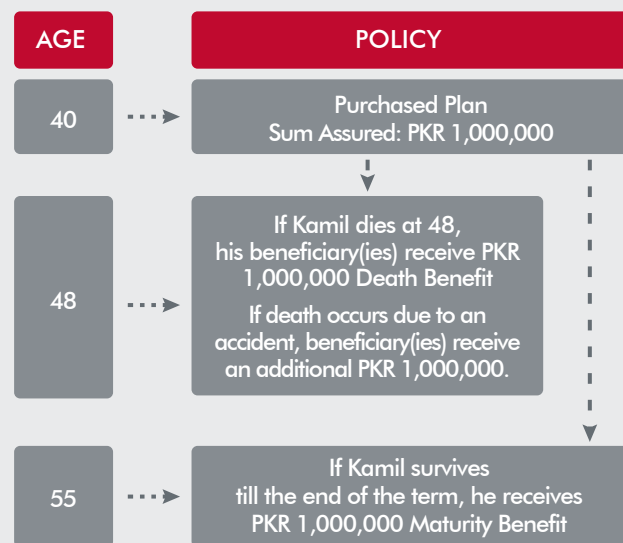 AGE
POLICY
40
Purchased Plan
Sum Assured: PKR 1,000,000
48
If Kamil dies at 48,
his beneficiary(ies) receive PKR
1,000,000 Death Benefit
If death occurs due to an
accident, beneficiary(ies) receive
an additional PKR 1,000,000.
55
If Kamil survives
till the end of the term, he receives
PKR 1,000,000 Maturity Benefit